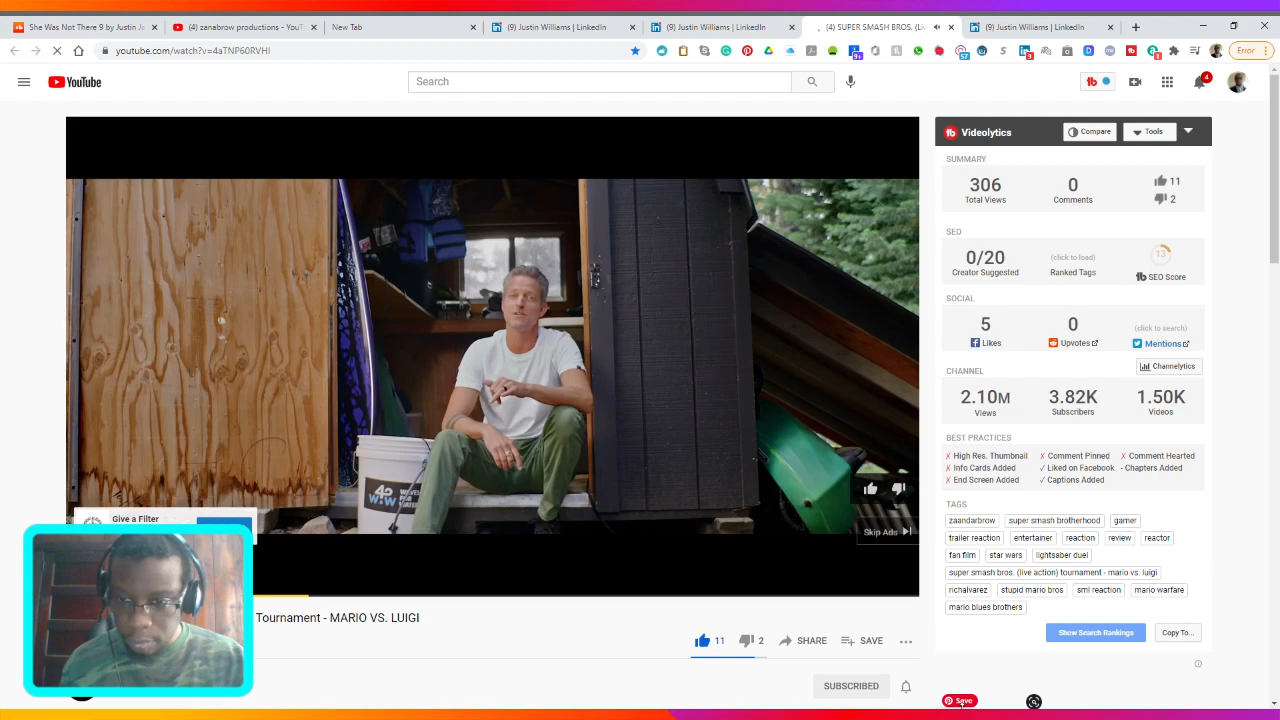 She Was Not There 9 by Justin J
(4) zanabrow productions - YouT
New Tab
(9) Justin Williams | LinkedIn
(9) Justin Williams | LinkedIn
(4) SUPER SMASH BROS. (Li
(9) Justin Williams | LinkedIn
youtube.com/watch?v=4aTNP60RVHI
9+
57
9
1
Error
YouTube
Search
4
Videolytics
Compare
Tools
SUMMARY
306
Total Views
0
Comments
11
2
SEO
0/20
Creator Suggested
(click to load)
Ranked Tags
13
SEO Score
SOCIAL
5
Likes
0
Upvotes
(click to search)
Mentions
Channelytics
CHANNEL
2.10M
Views
3.82K
Subscribers
1.50K
Videos
BEST PRACTICES
✗ High Res. Thumbnail
✗ Comment Pinned
✗ Comment Hearted
✗ Info Cards Added
✓ Liked on Facebook
- Chapters Added
✗ End Screen Added
✓ Captions Added
TAGS
zaandarbrow
super smash brotherhood
gamer
trailer reaction
entertainer
reaction
review
reactor
fan film
star wars
lightsaber duel
super smash bros. (live action) tournament - mario vs. luigi
richalvarez
stupid mario bros
sml reaction
mario warfare
mario blues brothers
Show Search Rankings
Copy To...
Save
Skip Ads
Give a Filter
Tournament - MARIO VS. LUIGI
11
2
SHARE
SAVE
SUBSCRIBED